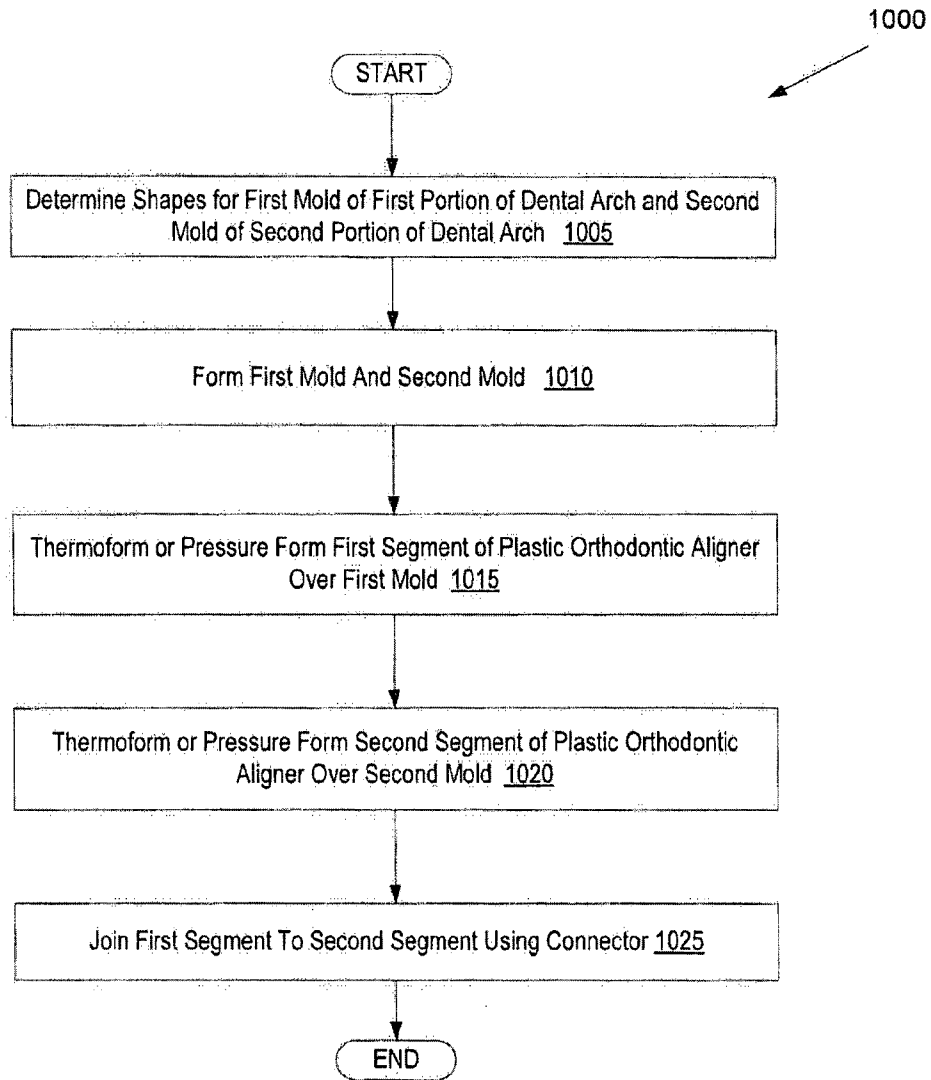 1000
START
Determine Shapes for First Mold of First Portion of Dental Arch and Second
Mold of Second Portion of Dental Arch 1005
Form First Mold And Second Mold 1010
Thermoform or Pressure Form First Segment of Plastic Orthodontic Aligner
Over First Mold 1015
Thermoform or Pressure Form Second Segment of Plastic Orthodontic
Aligner Over Second Mold 1020
Join First Segment To Second Segment Using Connector 1025
END